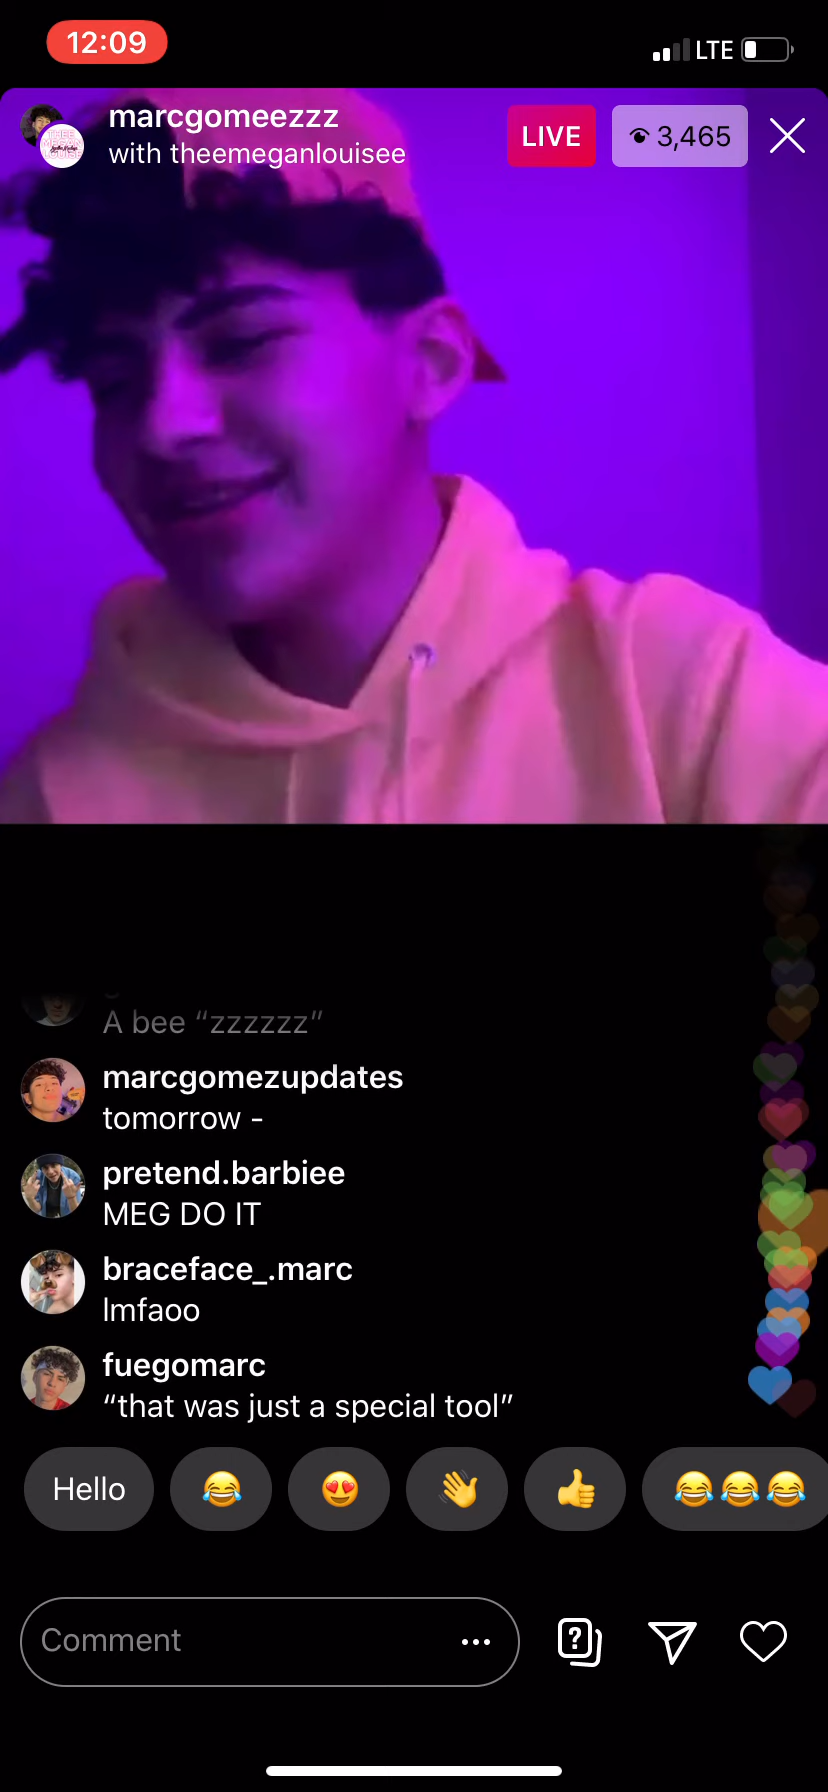 12:09
LTE
marcgomeezzz
with theemeganlouisee
LIVE
3,465
A bee “zzzzzz”
marcgomezupdates
tomorrow -
pretend.barbiee
MEG DO IT
braceface_.marc
lmfaoo
fuegomarc
“that was just a special tool”
Hello
😂
😍
👋
👍
😂😂😂
Comment